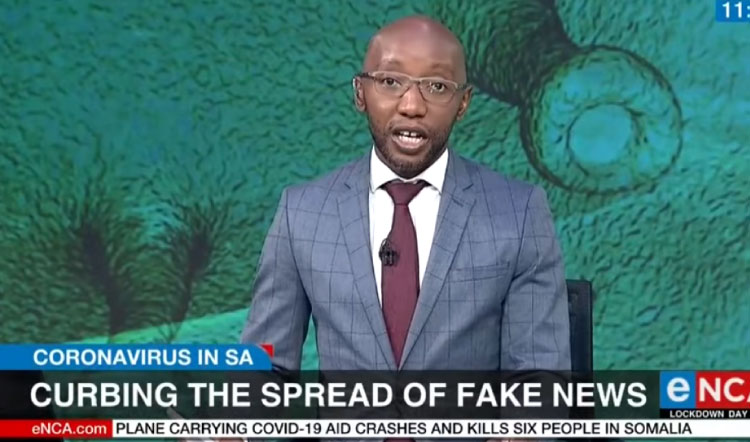 11:
CORONAVIRUS IN SA
CURBING THE SPREAD OF FAKE NEWS
eNCA
LOCKDOWN DAY
eNCA.com PLANE CARRYING COVID-19 AID CRASHES AND KILLS SIX PEOPLE IN SOMALIA